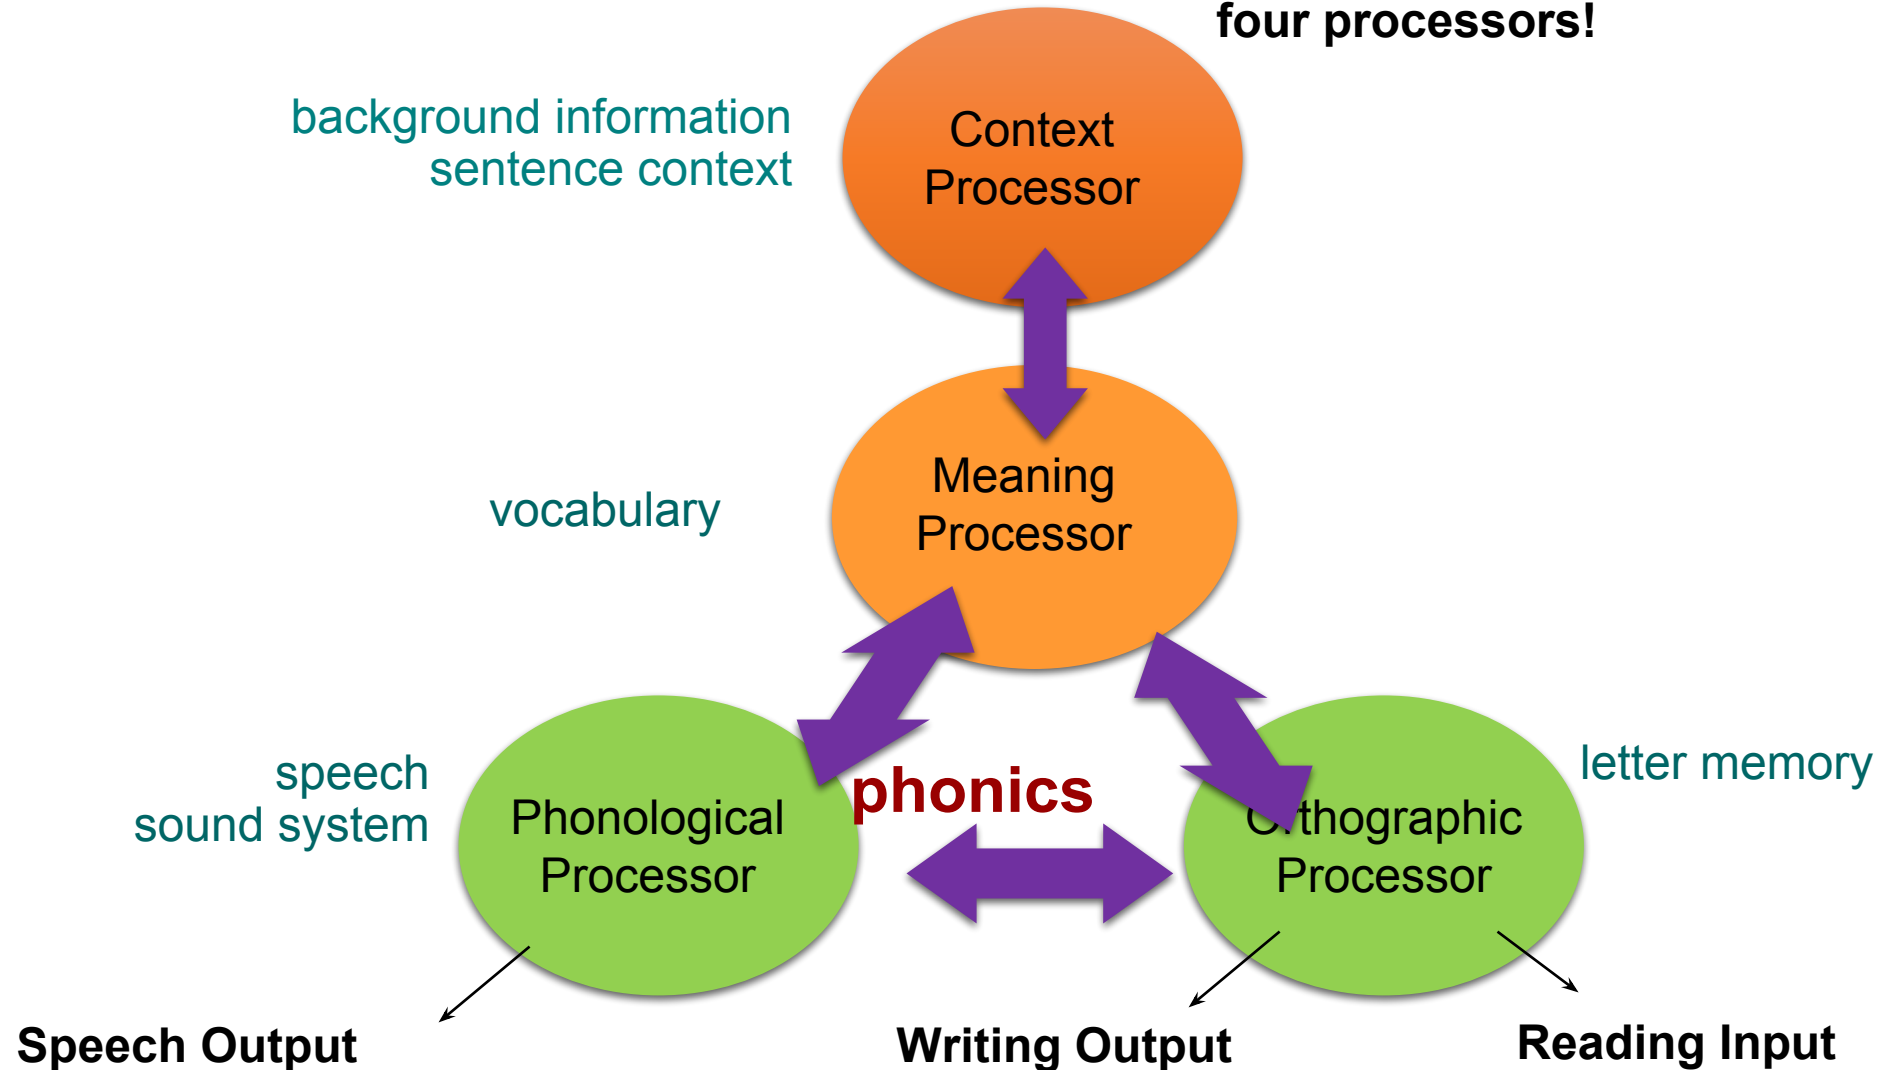 four processors!
background information
sentence context
Context
Processor
vocabulary
Meaning
Processor
speech
sound system
phonics
letter memory
Phonological
Processor
Orthographic
Processor
Speech Output
Writing Output
Reading Input